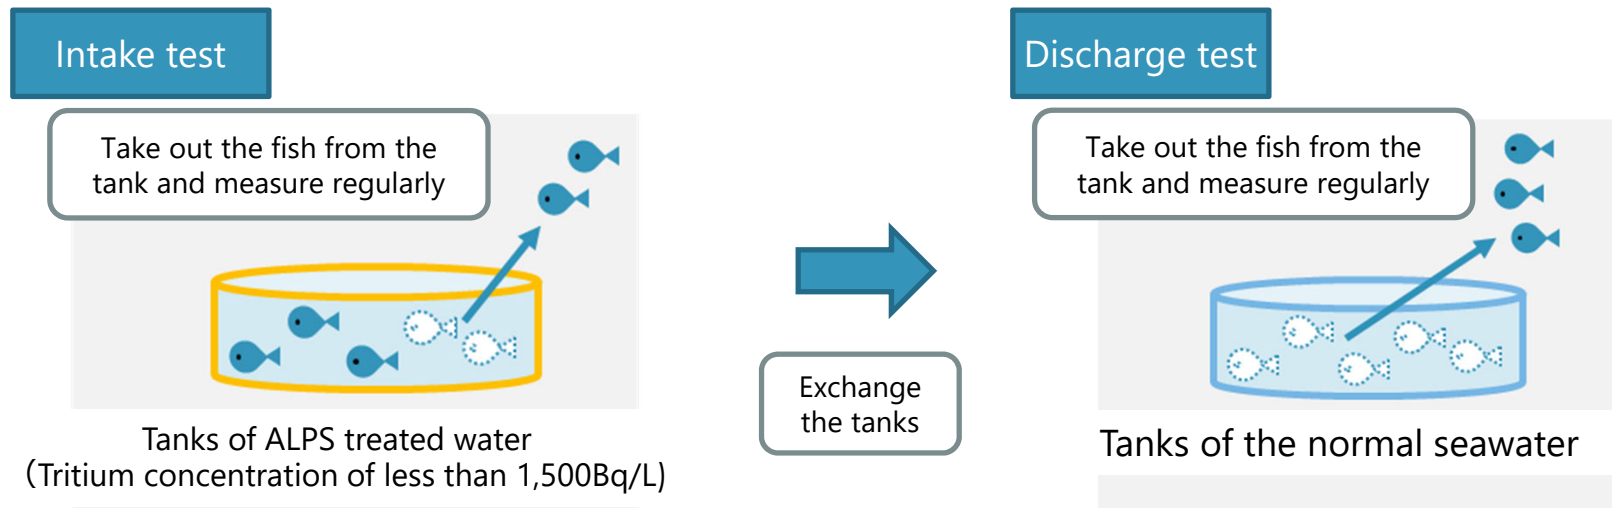 Intake test
Take out the fish from the
tank and measure regularly
Tanks of ALPS treated water
（Tritium concentration of less than 1,500Bq/L)
Exchange
the tanks
Discharge test
Take out the fish from the
tank and measure regularly
Tanks of the normal seawater